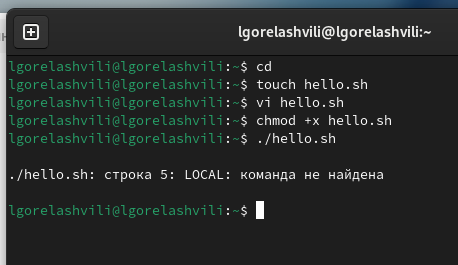 lgorelashvili@lgorelashvili:~
lgorelashvili@lgorelashvili:~$ cd
lgorelashvili@lgorelashvili:~$ touch hello.sh
lgorelashvili@lgorelashvili:~$ vi hello.sh
lgorelashvili@lgorelashvili:~$ chmod +x hello.sh
lgorelashvili@lgorelashvili:~$ ./hello.sh
./hello.sh: строка 5: LOCAL: команда не найдена
lgorelashvili@lgorelashvili:~$